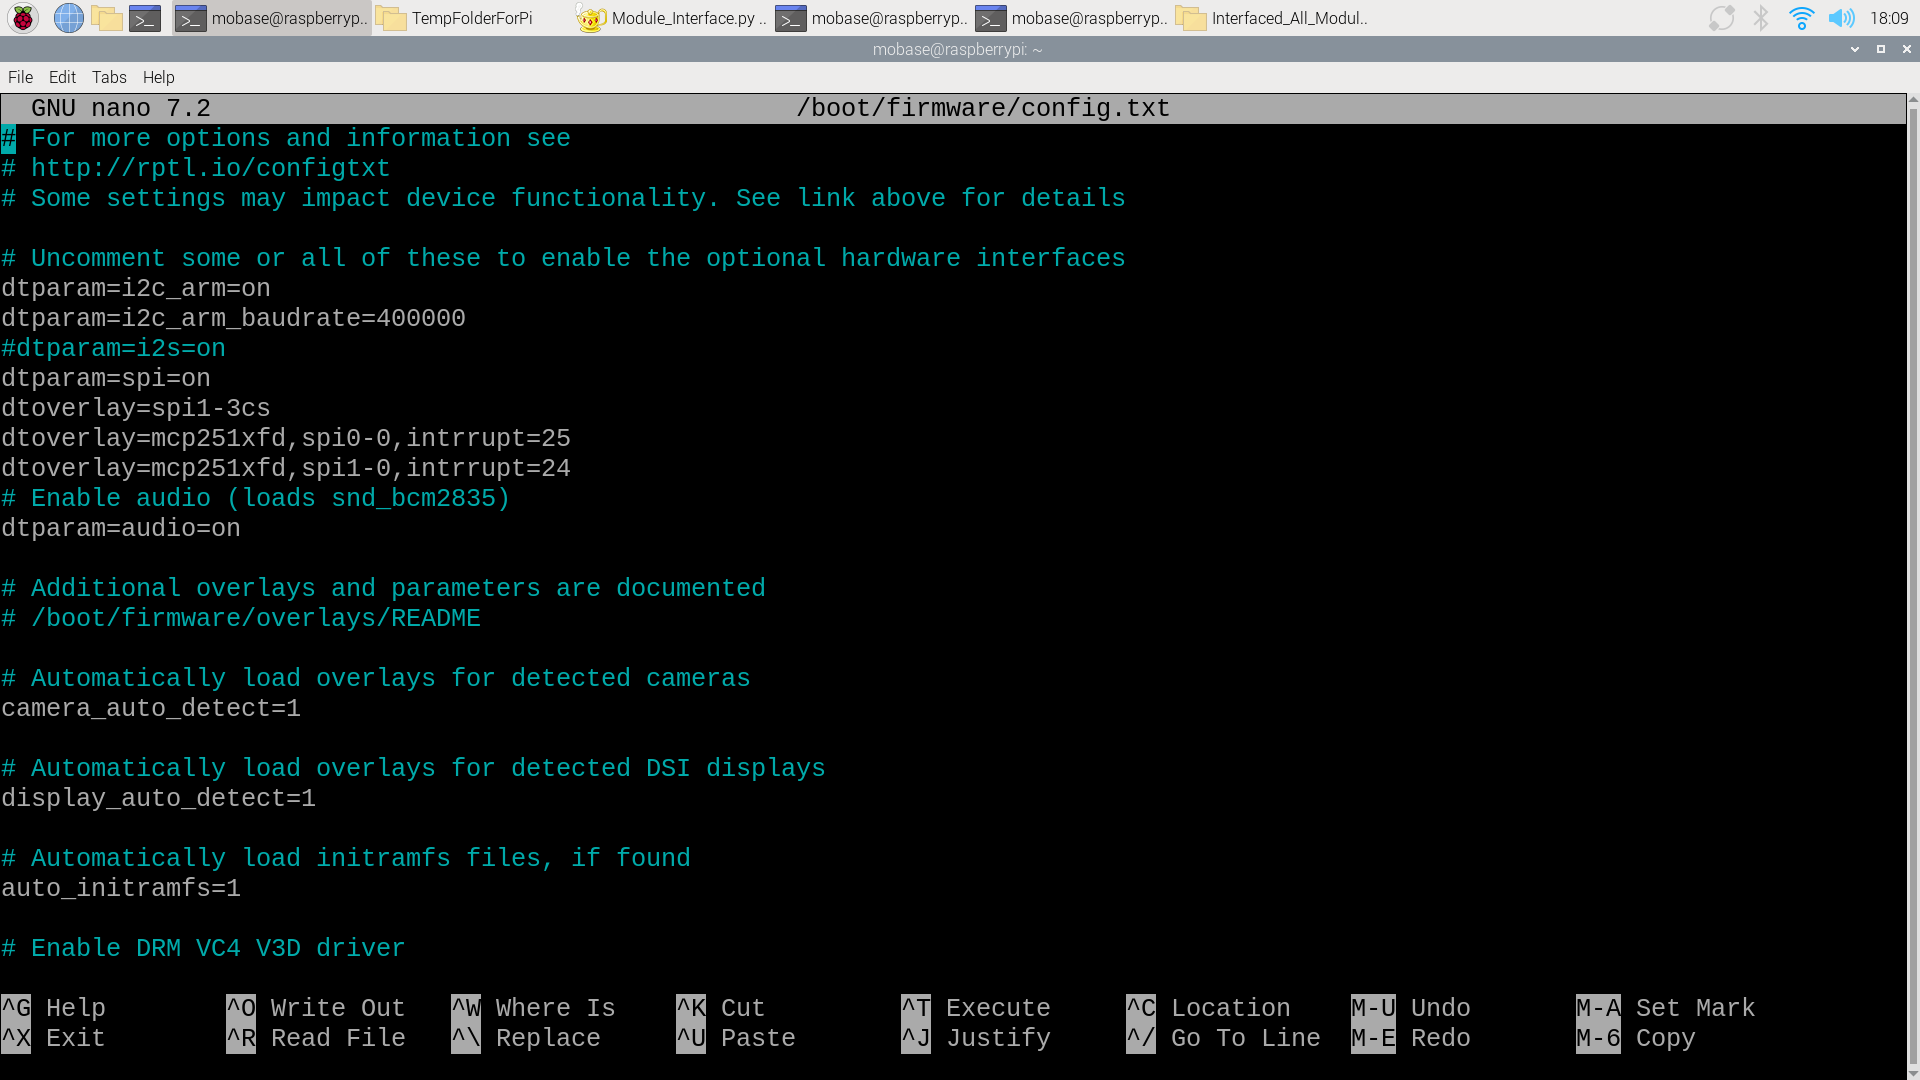 mobase@raspberryp..
TempFolderForPi
Module_Interface.py ..
mobase@raspberryp..
mobase@raspberryp..
Interfaced_All_Modul..
18:09
mobase@raspberrypi: ~
File Edit Tabs Help
GNU nano 7.2 /boot/firmware/config.txt
# For more options and information see
# http://rptl.io/configtxt
# Some settings may impact device functionality. See link above for details
# Uncomment some or all of these to enable the optional hardware interfaces
dtparam=i2c_arm=on
dtparam=i2c_arm_baudrate=400000
#dtparam=i2s=on
dtparam=spi=on
dtoverlay=spi1-3cs
dtoverlay=mcp251xfd,spi0-0,intrrupt=25
dtoverlay=mcp251xfd,spi1-0,intrrupt=24
# Enable audio (loads snd_bcm2835)
dtparam=audio=on
# Additional overlays and parameters are documented
# /boot/firmware/overlays/README
# Automatically load overlays for detected cameras
camera_auto_detect=1
# Automatically load overlays for detected DSI displays
display_auto_detect=1
# Automatically load initramfs files, if found
auto_initramfs=1
# Enable DRM VC4 V3D driver
^G Help ^O Write Out ^W Where Is ^K Cut ^T Execute ^C Location M-U Undo M-A Set Mark
^X Exit ^R Read File ^\ Replace ^U Paste ^J Justify ^/ Go To Line M-E Redo M-6 Copy